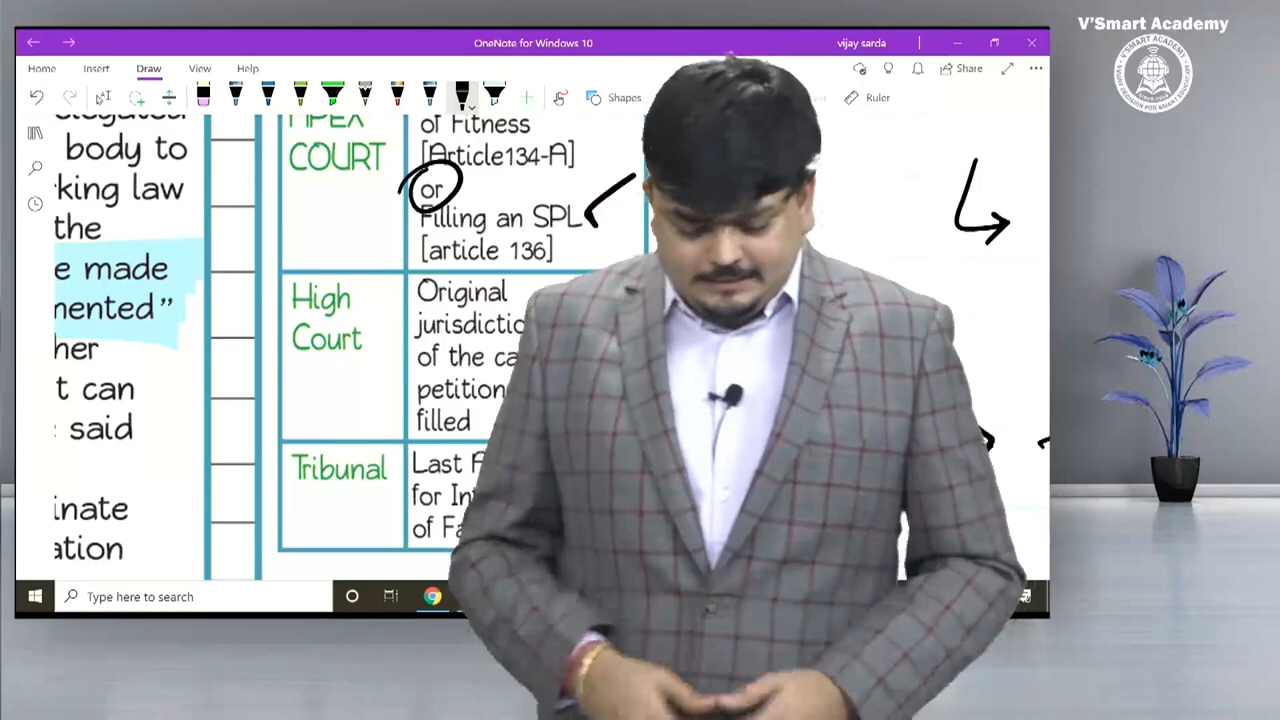 V'Smart Academy
OneNote for Windows 10
vijay sarda
Home Insert Draw View Help
Share
Shapes
Ruler
body to
king law
the
e made
mented"
her
t can
said
inate
ation
APEX
COURT
of Fitness
[Article134-A]
or
Filling an SPL
[article 136]
High
Court
Original
jurisdictio
of the ca
petition
filled
Tribunal
Last
for In
of Fa
Type here to search